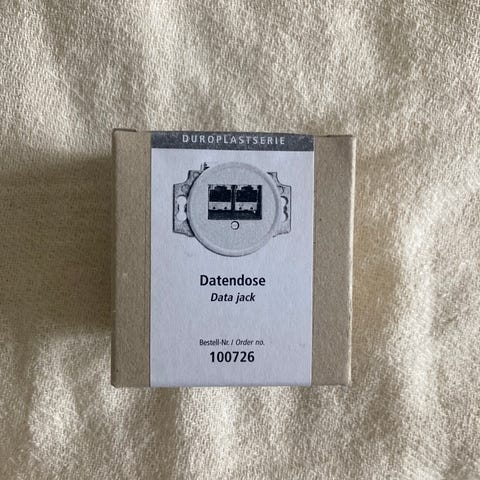 DUROPLASTSERIE
Datendose
Data jack
Bestell-Nr. / Order no.
100726